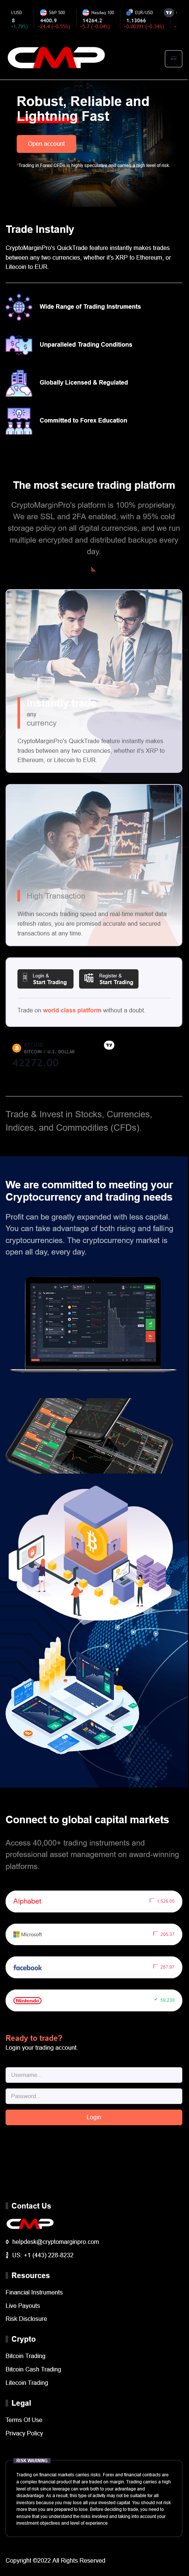 /USD
S&P 500
Nasdaq 100
EUR/USD
8
4400.9
14264.2
1.13066
-24.4 (-0.55%)
-5.7 (-0.04%)
CMP
Robust, Reliable and
Lightning Fast
Open account
*Trading in Forex CFDs is highly speculative and carries a high level of risk.
Trade Instanly
CryptoMarginPro's QuickTrade feature instantly makes trades
between any two currencies, whether it's XRP to Ethereum, or
Litecoin to EUR.
Wide Range of Trading Instruments
Unparalleled Trading Conditions
Globally Licensed & Regulated
Committed to Forex Education
The most secure trading platform
CryptoMarginPro's platform is 100% proprietary.
We are SSL and 2FA enabled, with a 95% cold
storage policy on all digital currencies, and we run
multiple encrypted and distributed backups every
day.
Instantly trade
any
currency
CryptoMarginPro's QuickTrade feature instantly makes
trades between any two currencies, whether it's XRP to
Ethereum, or Litecoin to EUR.
High Transaction
Within seconds trading speed and real-time market data
refresh rates, you are promised accurate and secured
transactions at any time.
Login &
Start Trading
Register &
Start Trading
Trade on world class platform without a doubt.
BITCOIN / U.S. DOLLAR
42272.00
Trade & Invest in Stocks, Currencies,
Indices, and Commodities (CFDs).
We are committed to meeting your
Cryptocurrency and trading needs
Profit can be greatly expanded with less capital.
You can take advantage of both rising and falling
cryptocurrencies. The cryptocurrency market is
open all day, every day.
Connect to global capital markets
Access 40,000+ trading instruments and
professional asset management on award-winning
platforms.
Alphabet
Microsoft
facebook
Nintendo
Ready to trade?
Login your trading account.
Username...
Password...
Login
Contact Us
CMP
helpdesk@cryptomarginpro.com
US: +1 (443) 228-8232
Resources
Financial Instruments
Live Payouts
Risk Disclosure
Crypto
Bitcoin Trading
Bitcoin Cash Trading
Litecoin Trading
Legal
Terms Of Use
Privacy Policy
RISK WARNING
Trading on financial markets carries risks. Forex and financial contracts are
a complex financial product that are traded on margin. Trading carries a high
level of risk since leverage can work both to your advantage and
disadvantage. As a result, this type of activity may not be suitable for all
investors because you may lose all your invested capital. You should not risk
more than you are prepared to lose. Before deciding to trade, you need to
ensure that you understand the risks involved and taking into account your
investment objectives and level of experience
Copyright ©2022 All Rights Reserved